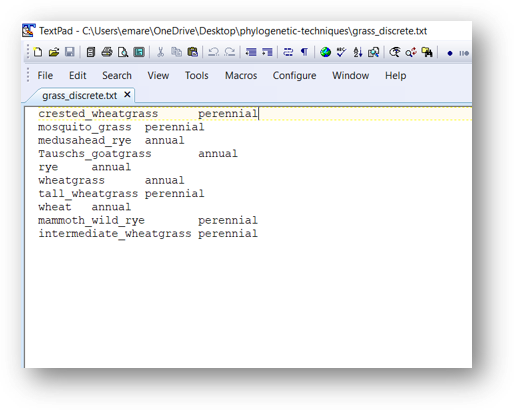 TextPad - C:\Users\emare\OneDrive\Desktop\phylogenetic-techniques\grass_discrete.txt
File Edit Search View Tools Macros Configure Window Help
grass_discrete.txt
crested_wheatgrass perennial
mosquito_grass perennial
medusahead_rye annual
Tauschs_goatgrass annual
rye annual
wheatgrass annual
tall_wheatgrass perennial
wheat annual
mammoth_wild_rye perennial
intermediate_wheatgrass perennial